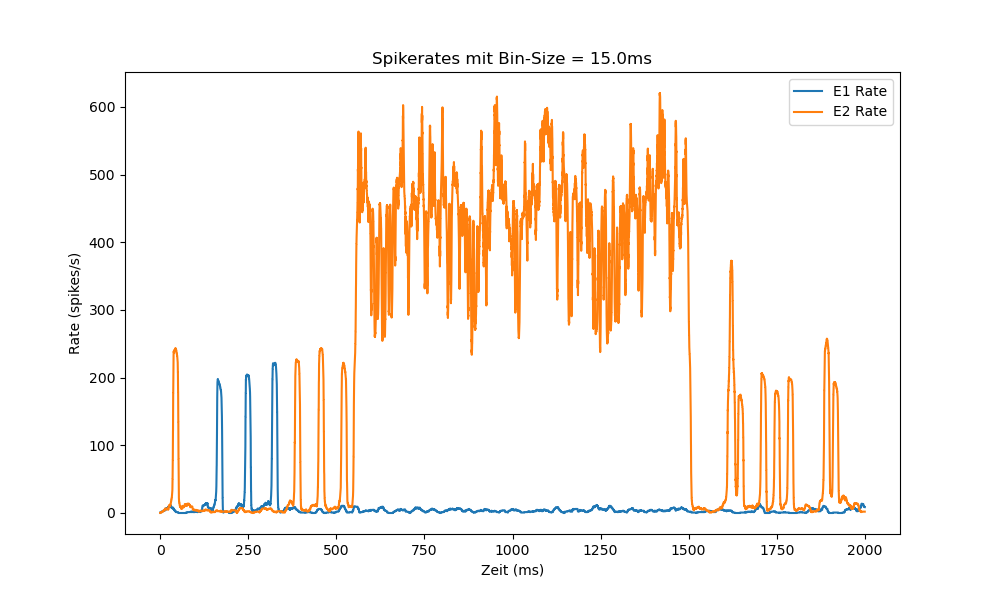 Spikerates mit Bin-Size = 15.0ms
E1 Rate
E2 Rate
Rate (spikes/s)
600
500
400
300
200
100
0
0 250 500 750 1000 1250 1500 1750 2000
Zeit (ms)